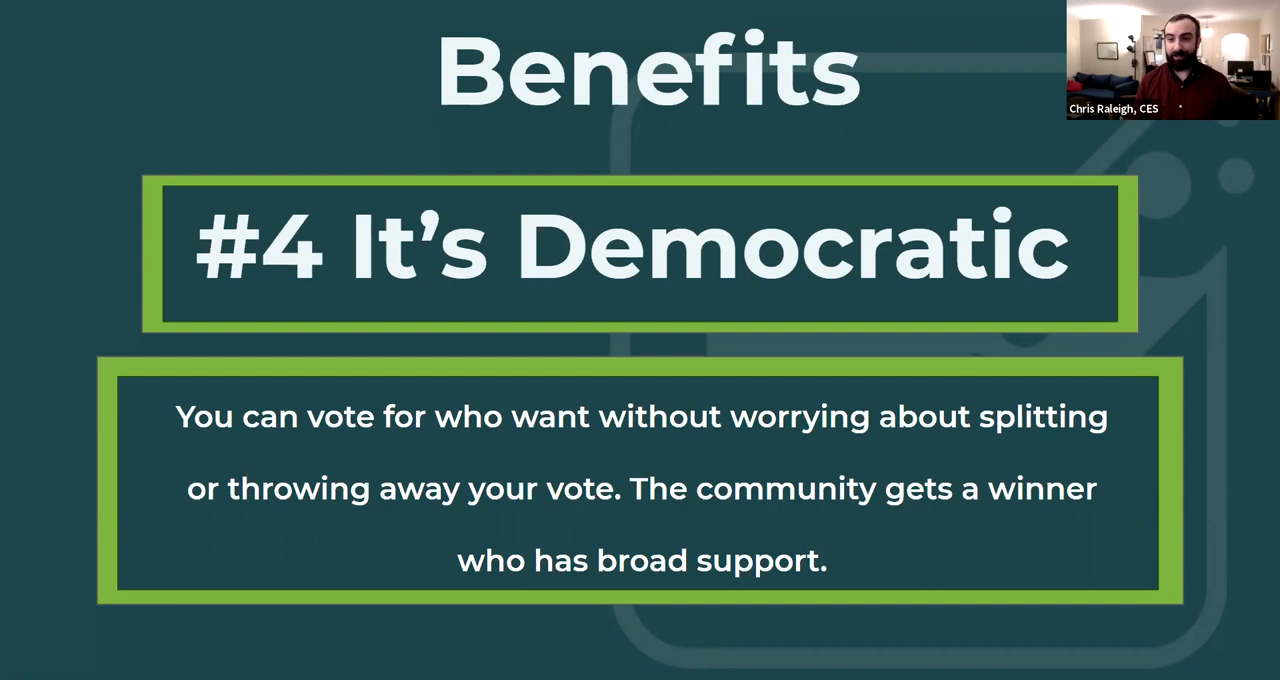 Benefits
Chris Raleigh, CES
#4 It’s Democratic
You can vote for who want without worrying about splitting
or throwing away your vote. The community gets a winner
who has broad support.